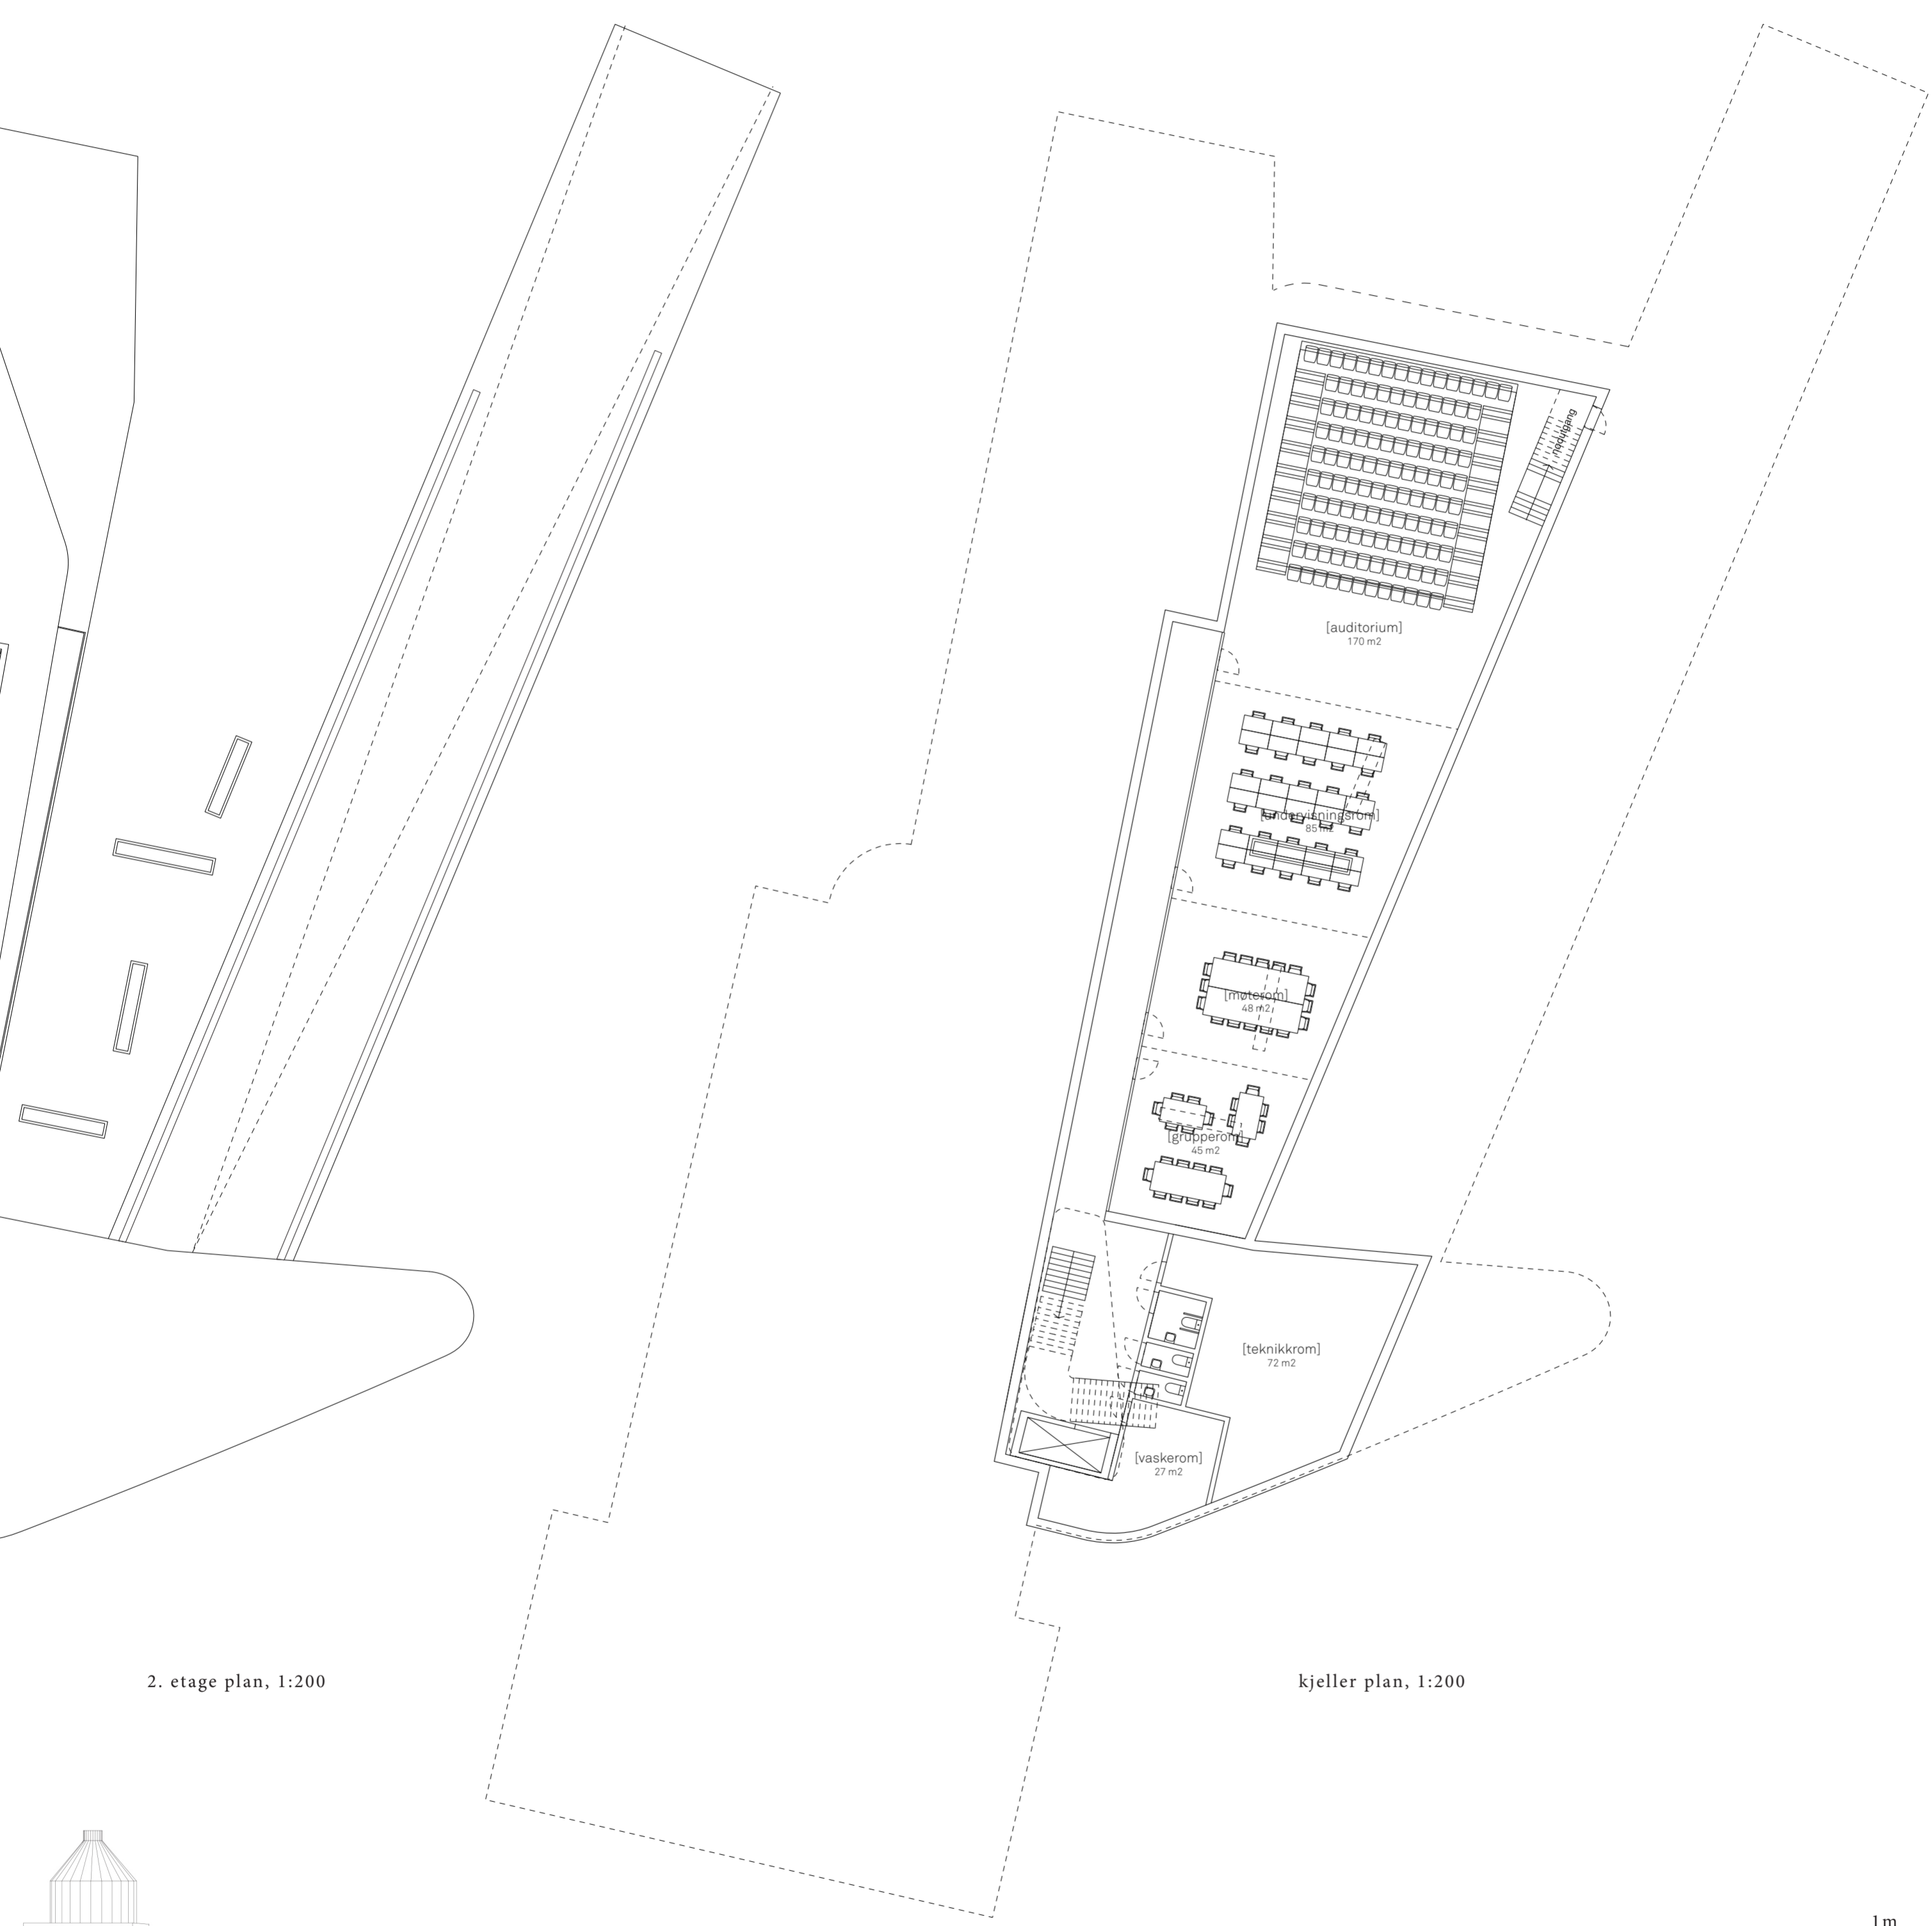 nødutgang
[auditorium]
170 m2
[undervisningsrom]
85 m2
[møterom]
48 m2
[grupperom]
45 m2
[teknikkrom]
72 m2
[vaskerom]
27 m2
2. etage plan, 1:200
kjeller plan, 1:200
1m